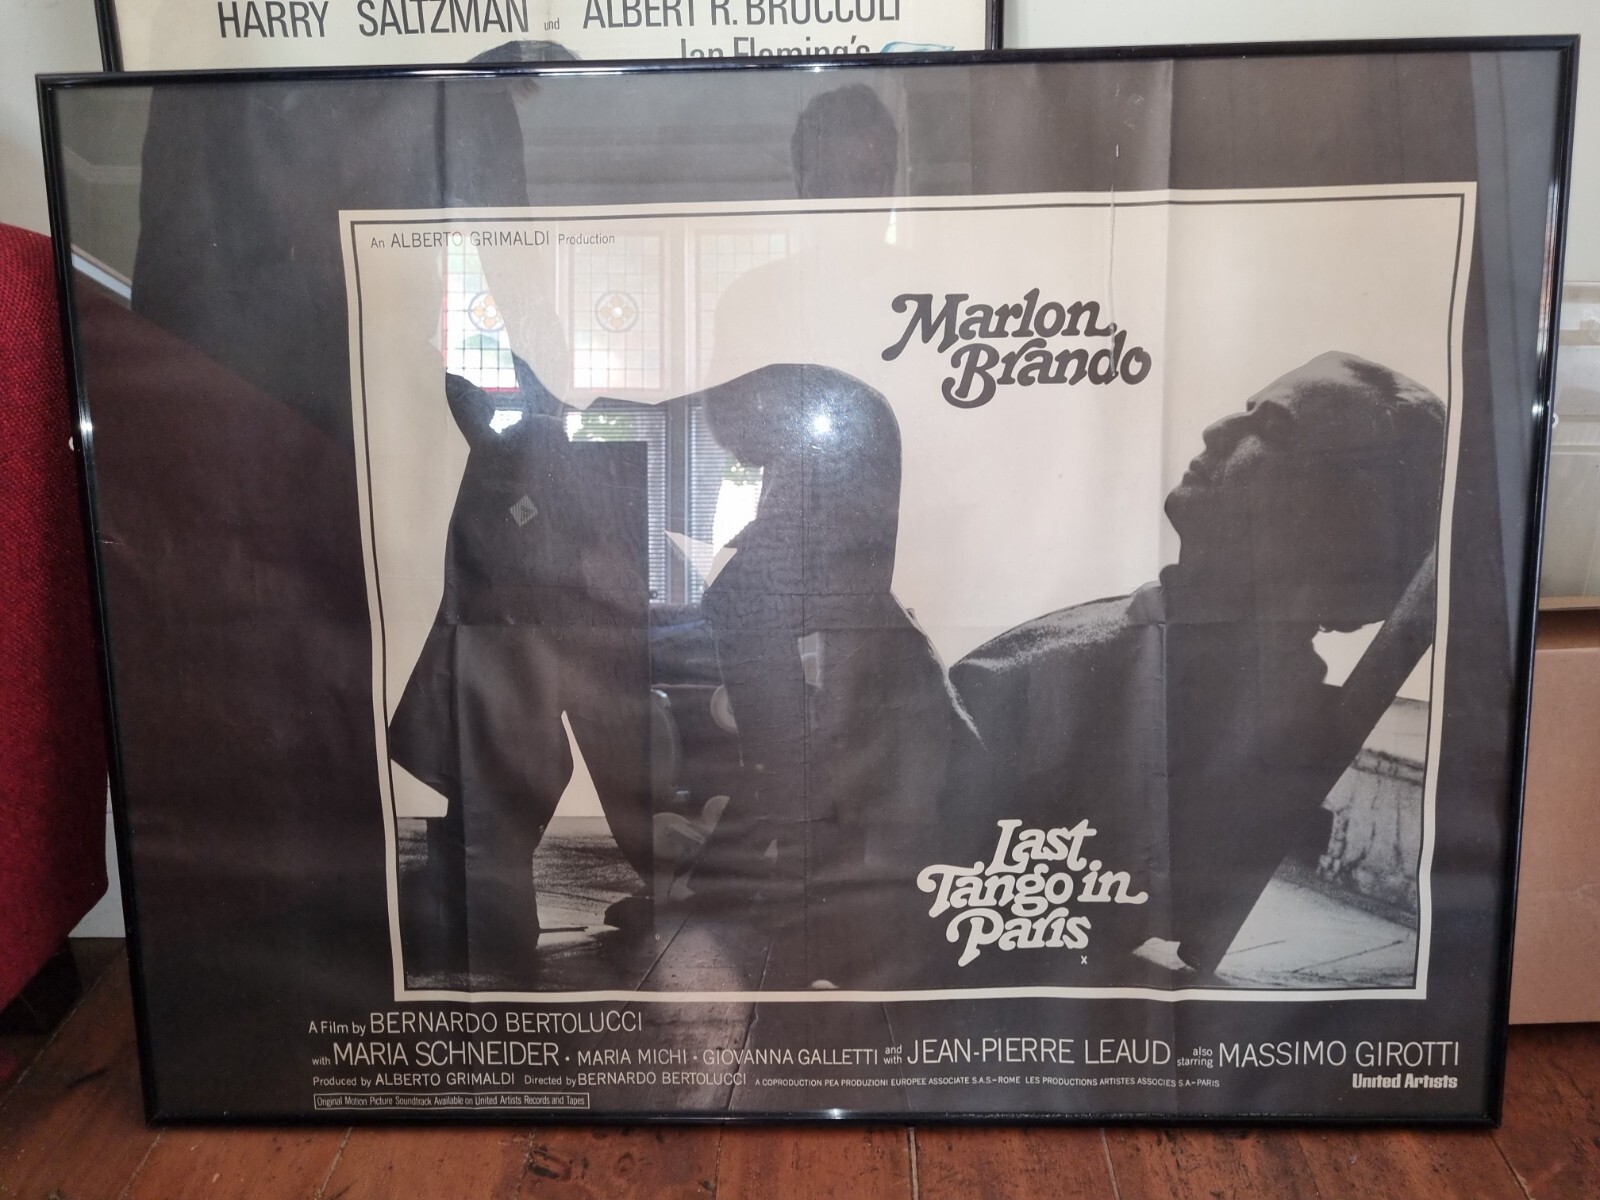 HARRY SALTZMAN und ALBERT R. BROCCOLI
Ian Fleming's
An ALBERTO GRIMALDI Production
Marlon
Brando
Last
Tango in
Paris
x
A Film by BERNARDO BERTOLUCCI
with MARIA SCHNEIDER · MARIA MICHI · GIOVANNA GALLETTI and with JEAN-PIERRE LEAUD also starring MASSIMO GIROTTI
Produced by ALBERTO GRIMALDI Directed by BERNARDO BERTOLUCCI A COPRODUCTION PEA PRODUZIONI EUROPEE ASSOCIATE S.A.S.-ROME LES PRODUCTIONS ARTISTES ASSOCIES S.A-PARIS
United Artists
Original Motion Picture Soundtrack Available on United Artists Records and Tapes